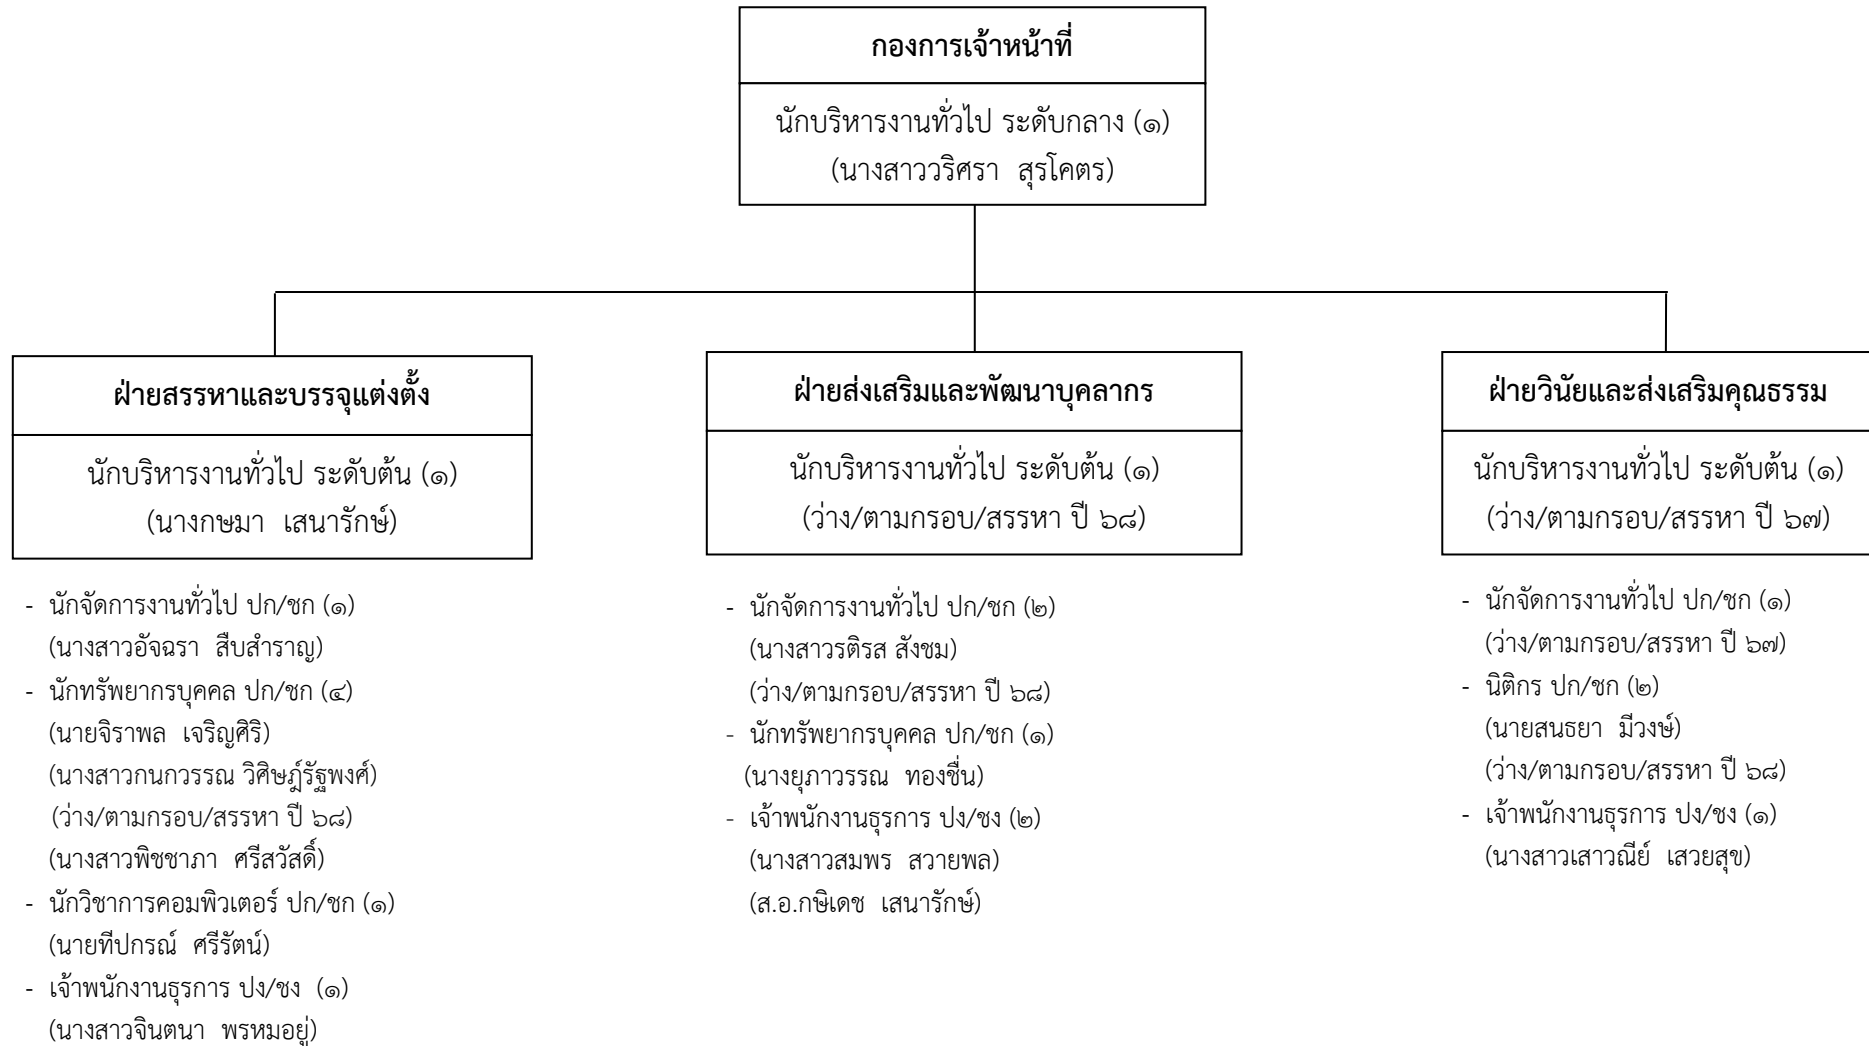 กองการเจ้าหน้าที่
นักบริหารงานทั่วไป ระดับกลาง (๑)
(นางสาววริศรา สุรโคตร)
ฝ่ายสรรหาและบรรจุแต่งตั้ง
นักบริหารงานทั่วไป ระดับต้น (๑)
(นางกษมา เสนารักษ์)
- นักจัดการงานทั่วไป ปก/ชก (๑)
(นางสาวอัจฉรา สืบสำราญ)
- นักทรัพยากรบุคคล ปก/ชก (๔)
(นายจิราพล เจริญศิริ)
(นางสาวกนกวรรณ วิศิษฎ์รัฐพงศ์)
(ว่าง/ตามกรอบ/สรรหา ปี ๖๘)
(นางสาวพิชชาภา ศรีสวัสดิ์)
- นักวิชาการคอมพิวเตอร์ ปก/ชก (๑)
(นายทีปกรณ์ ศรีรัตน์)
- เจ้าพนักงานธุรการ ปง/ชง (๑)
(นางสาวจินตนา พรหมอยู่)
ฝ่ายส่งเสริมและพัฒนาบุคลากร
นักบริหารงานทั่วไป ระดับต้น (๑)
(ว่าง/ตามกรอบ/สรรหา ปี ๖๘)
- นักจัดการงานทั่วไป ปก/ชก (๒)
(นางสาวรติรส สังชม)
(ว่าง/ตามกรอบ/สรรหา ปี ๖๘)
- นักทรัพยากรบุคคล ปก/ชก (๑)
(นางยุภาวรรณ ทองชื่น)
- เจ้าพนักงานธุรการ ปง/ชง (๒)
(นางสาวสมพร สวายพล)
(ส.อ.กษิเดช เสนารักษ์)
ฝ่ายวินัยและส่งเสริมคุณธรรม
นักบริหารงานทั่วไป ระดับต้น (๑)
(ว่าง/ตามกรอบ/สรรหา ปี ๖๗)
- นักจัดการงานทั่วไป ปก/ชก (๑)
(ว่าง/ตามกรอบ/สรรหา ปี ๖๗)
- นิติกร ปก/ชก (๒)
(นายสนธยา มีวงษ์)
(ว่าง/ตามกรอบ/สรรหา ปี ๖๘)
- เจ้าพนักงานธุรการ ปง/ชง (๑)
(นางสาวเสาวณีย์ เสวยสุข)